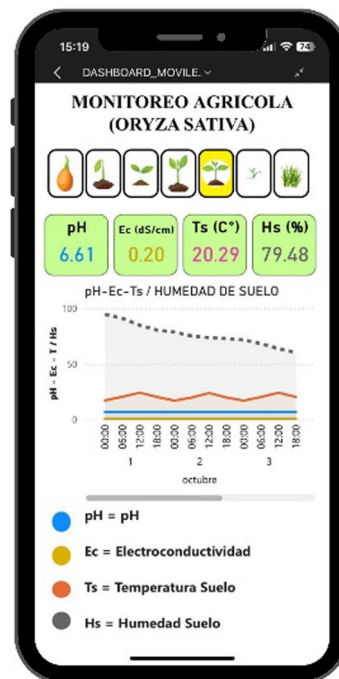 15:19
74
DASHBOARD_MOVILE.
MONITOREO AGRICOLA
(ORYZA SATIVA)
pH
6.61
Ec (dS/cm)
0.20
Ts (C°)
20.29
Hs (%)
79.48
pH-Ec-Ts / HUMEDAD DE SUELO
pH - Ec - T / Hs
100
50
0
00:00 06:00 12:00 18:00 00:00 06:00 12:00 18:00 00:00 06:00 12:00 18:00
1 2 3
octubre
pH = pH
Ec = Electroconductividad
Ts = Temperatura Suelo
Hs = Humedad Suelo